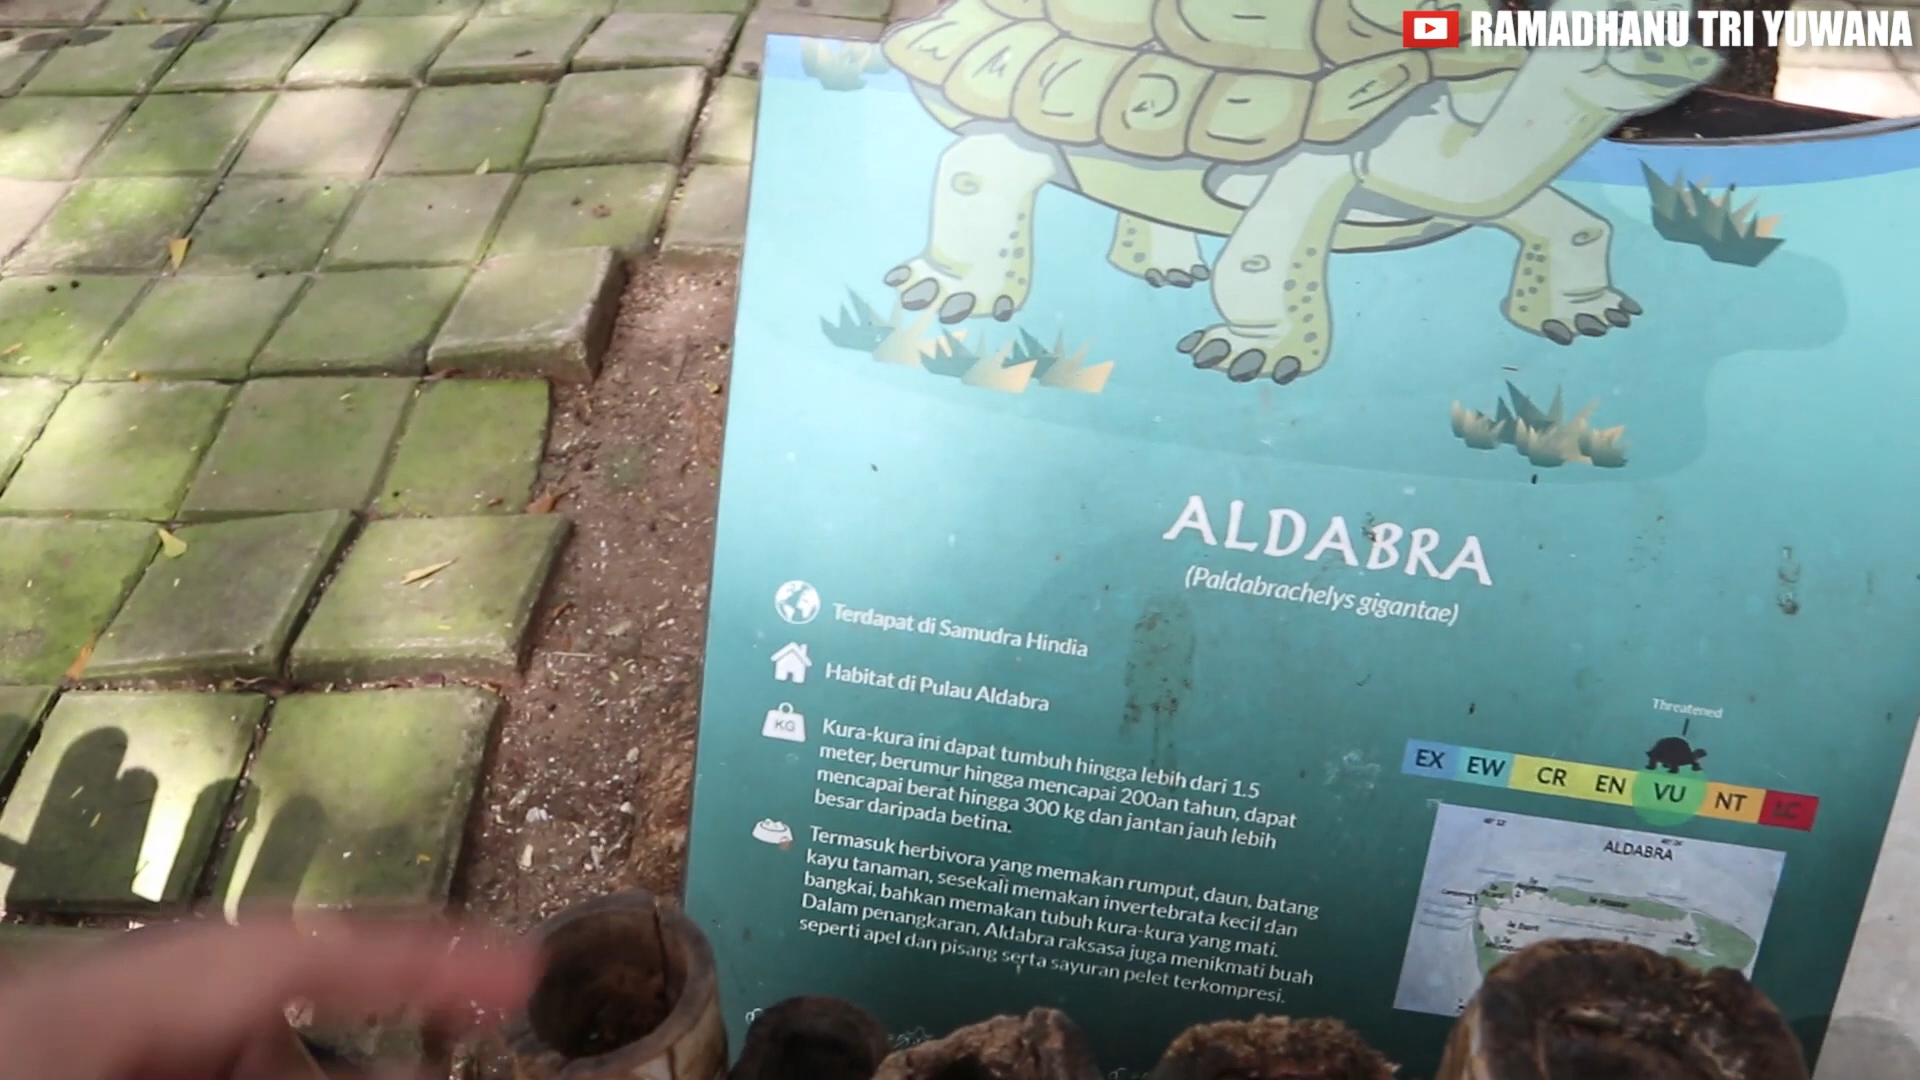 RAMADHANU TRI YUWANA
ALDABRA
(Paldabrachelys gigantae)
Terdapat di Samudra Hindia
Habitat di Pulau Aldabra
KG
Kura-kura ini dapat tumbuh hingga lebih dari 1.5
meter, berumur hingga mencapai 200an tahun, dapat
mencapai berat hingga 300 kg dan jantan jauh lebih
besar daripada betina.
Termasuk herbivora yang memakan rumput, daun, batang
kayu tanaman, sesekali memakan invertebrata kecil dan
bangkai, bahkan memakan tubuh kura-kura yang mati.
Dalam penangkaran, Aldabra raksasa juga menikmati buah
seperti apel dan pisang serta sayuran pelet terkompresi.
Threatened
EX EW CR EN VU NT LC
ALDABRA